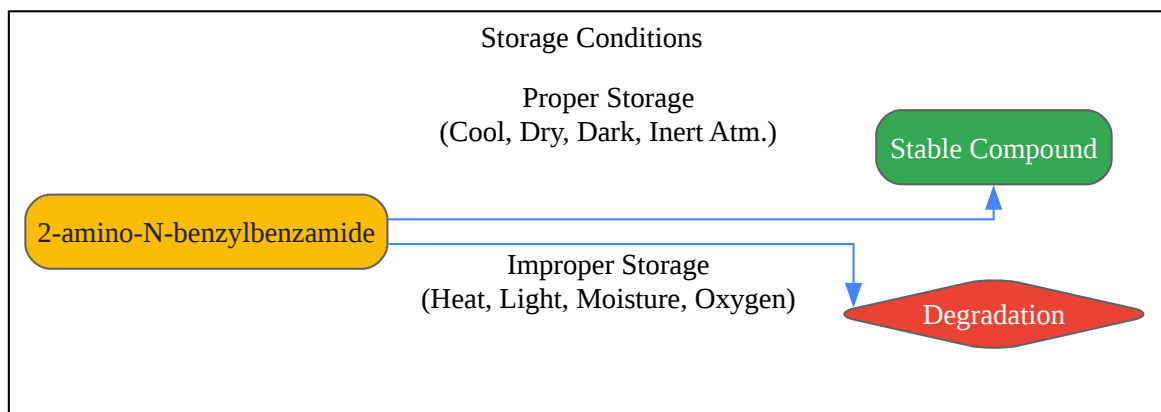 Storage Conditions
Proper Storage
(Cool, Dry, Dark, Inert Atm.)
Stable Compound
2-amino-N-benzylbenzamide
Improper Storage
(Heat, Light, Moisture, Oxygen)
Degradation